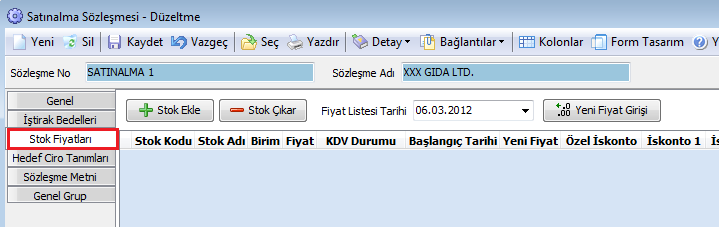 Satınalma Sözleşmesi - Düzeltme
Yeni Sil Kaydet Vazgeç Seç Yazdır Detay Bağlantılar Kolonlar Form Tasarım
Sözleşme No SATINALMA 1 Sözleşme Adı XXX GIDA LTD.
Genel
İştirak Bedelleri
Stok Fiyatları
Hedef Ciro Tanımları
Sözleşme Metni
Genel Grup
Stok Ekle Stok Çıkar Fiyat Listesi Tarihi 06.03.2012 Yeni Fiyat Girişi
Stok Kodu Stok Adı Birim Fiyat KDV Durumu Başlangıç Tarihi Yeni Fiyat Özel İskonto İskonto 1